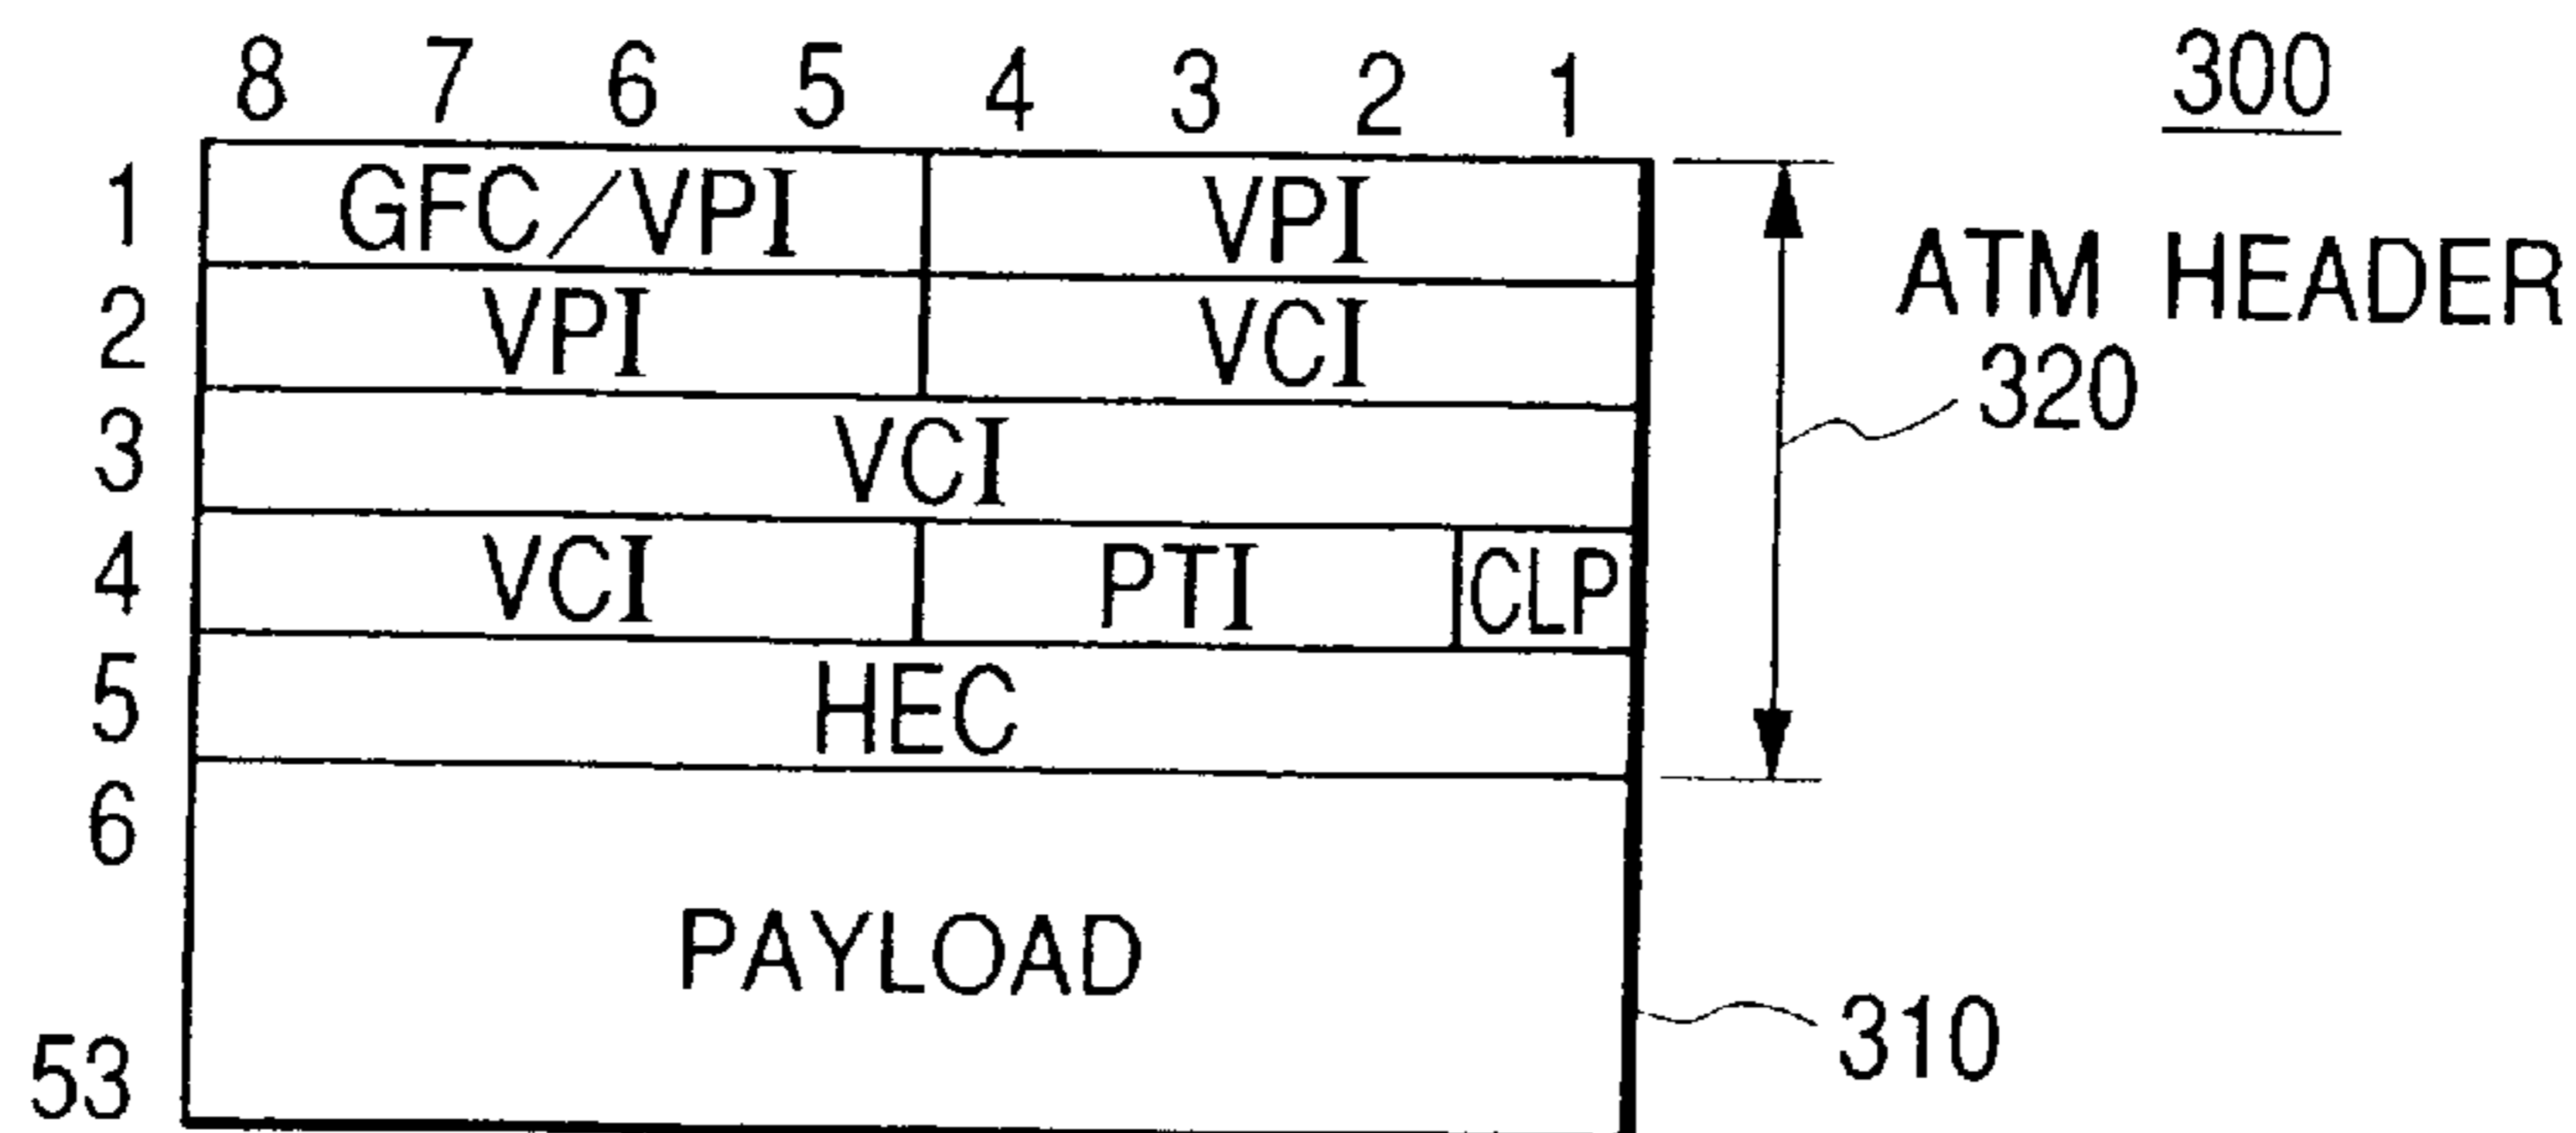 8 7 6 5 4 3 2 1 300
1 GFC/VPI VPI
2 VPI VCI ATM HEADER
3 VCI 320
4 VCI PTI CLP
5 HEC
6
PAYLOAD
310
53